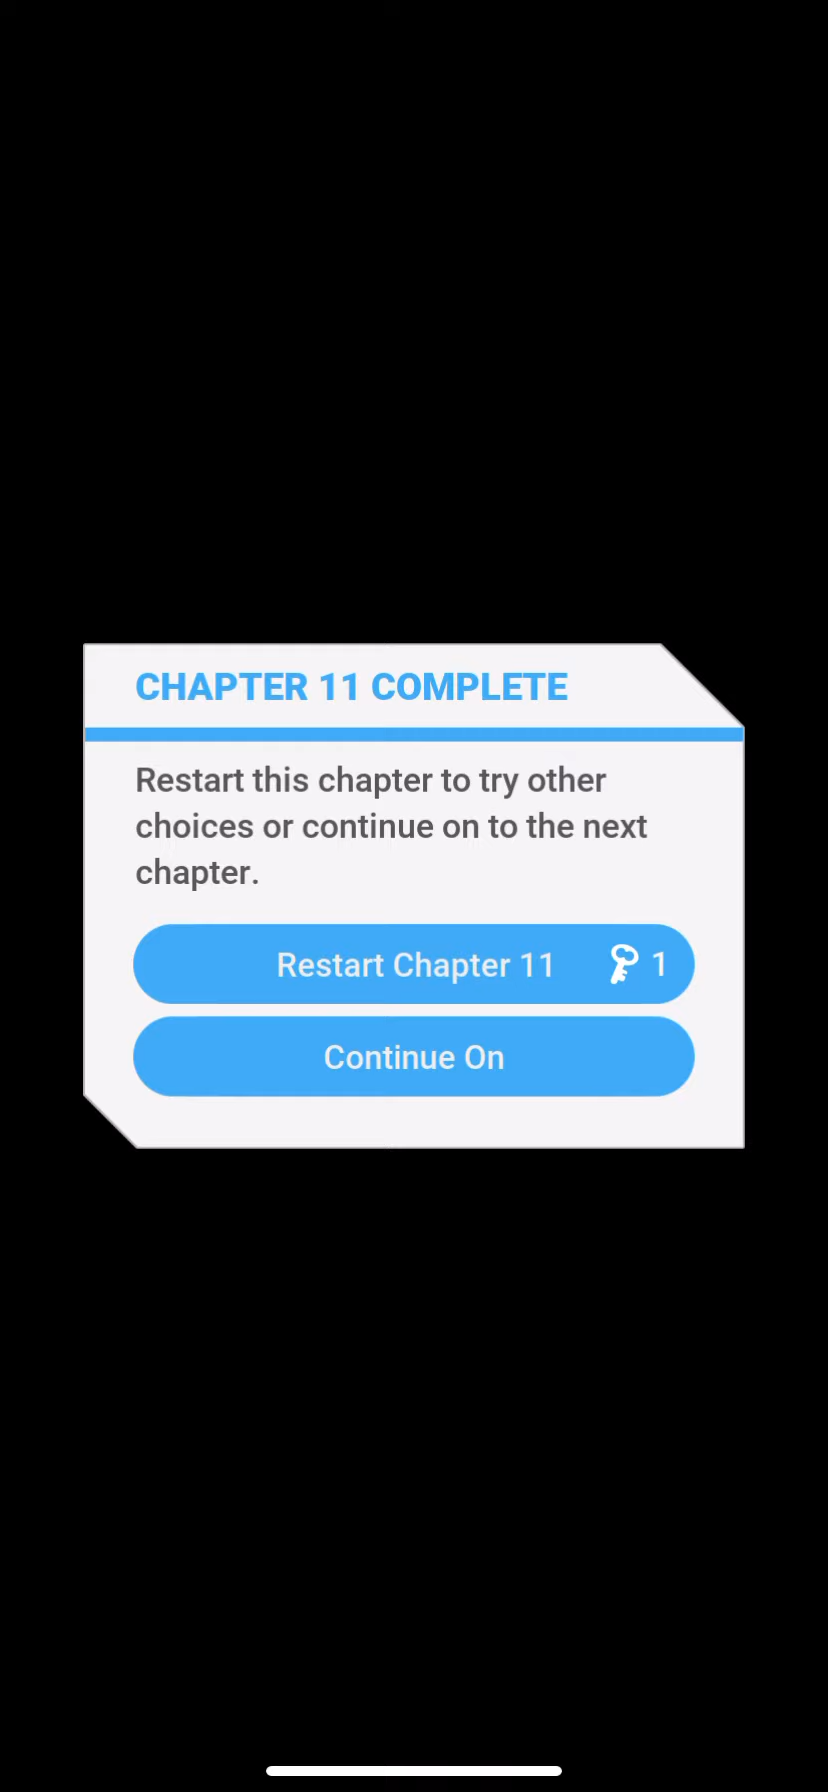 CHAPTER 11 COMPLETE
Restart this chapter to try other
choices or continue on to the next
chapter.
Restart Chapter 11 1
Continue On